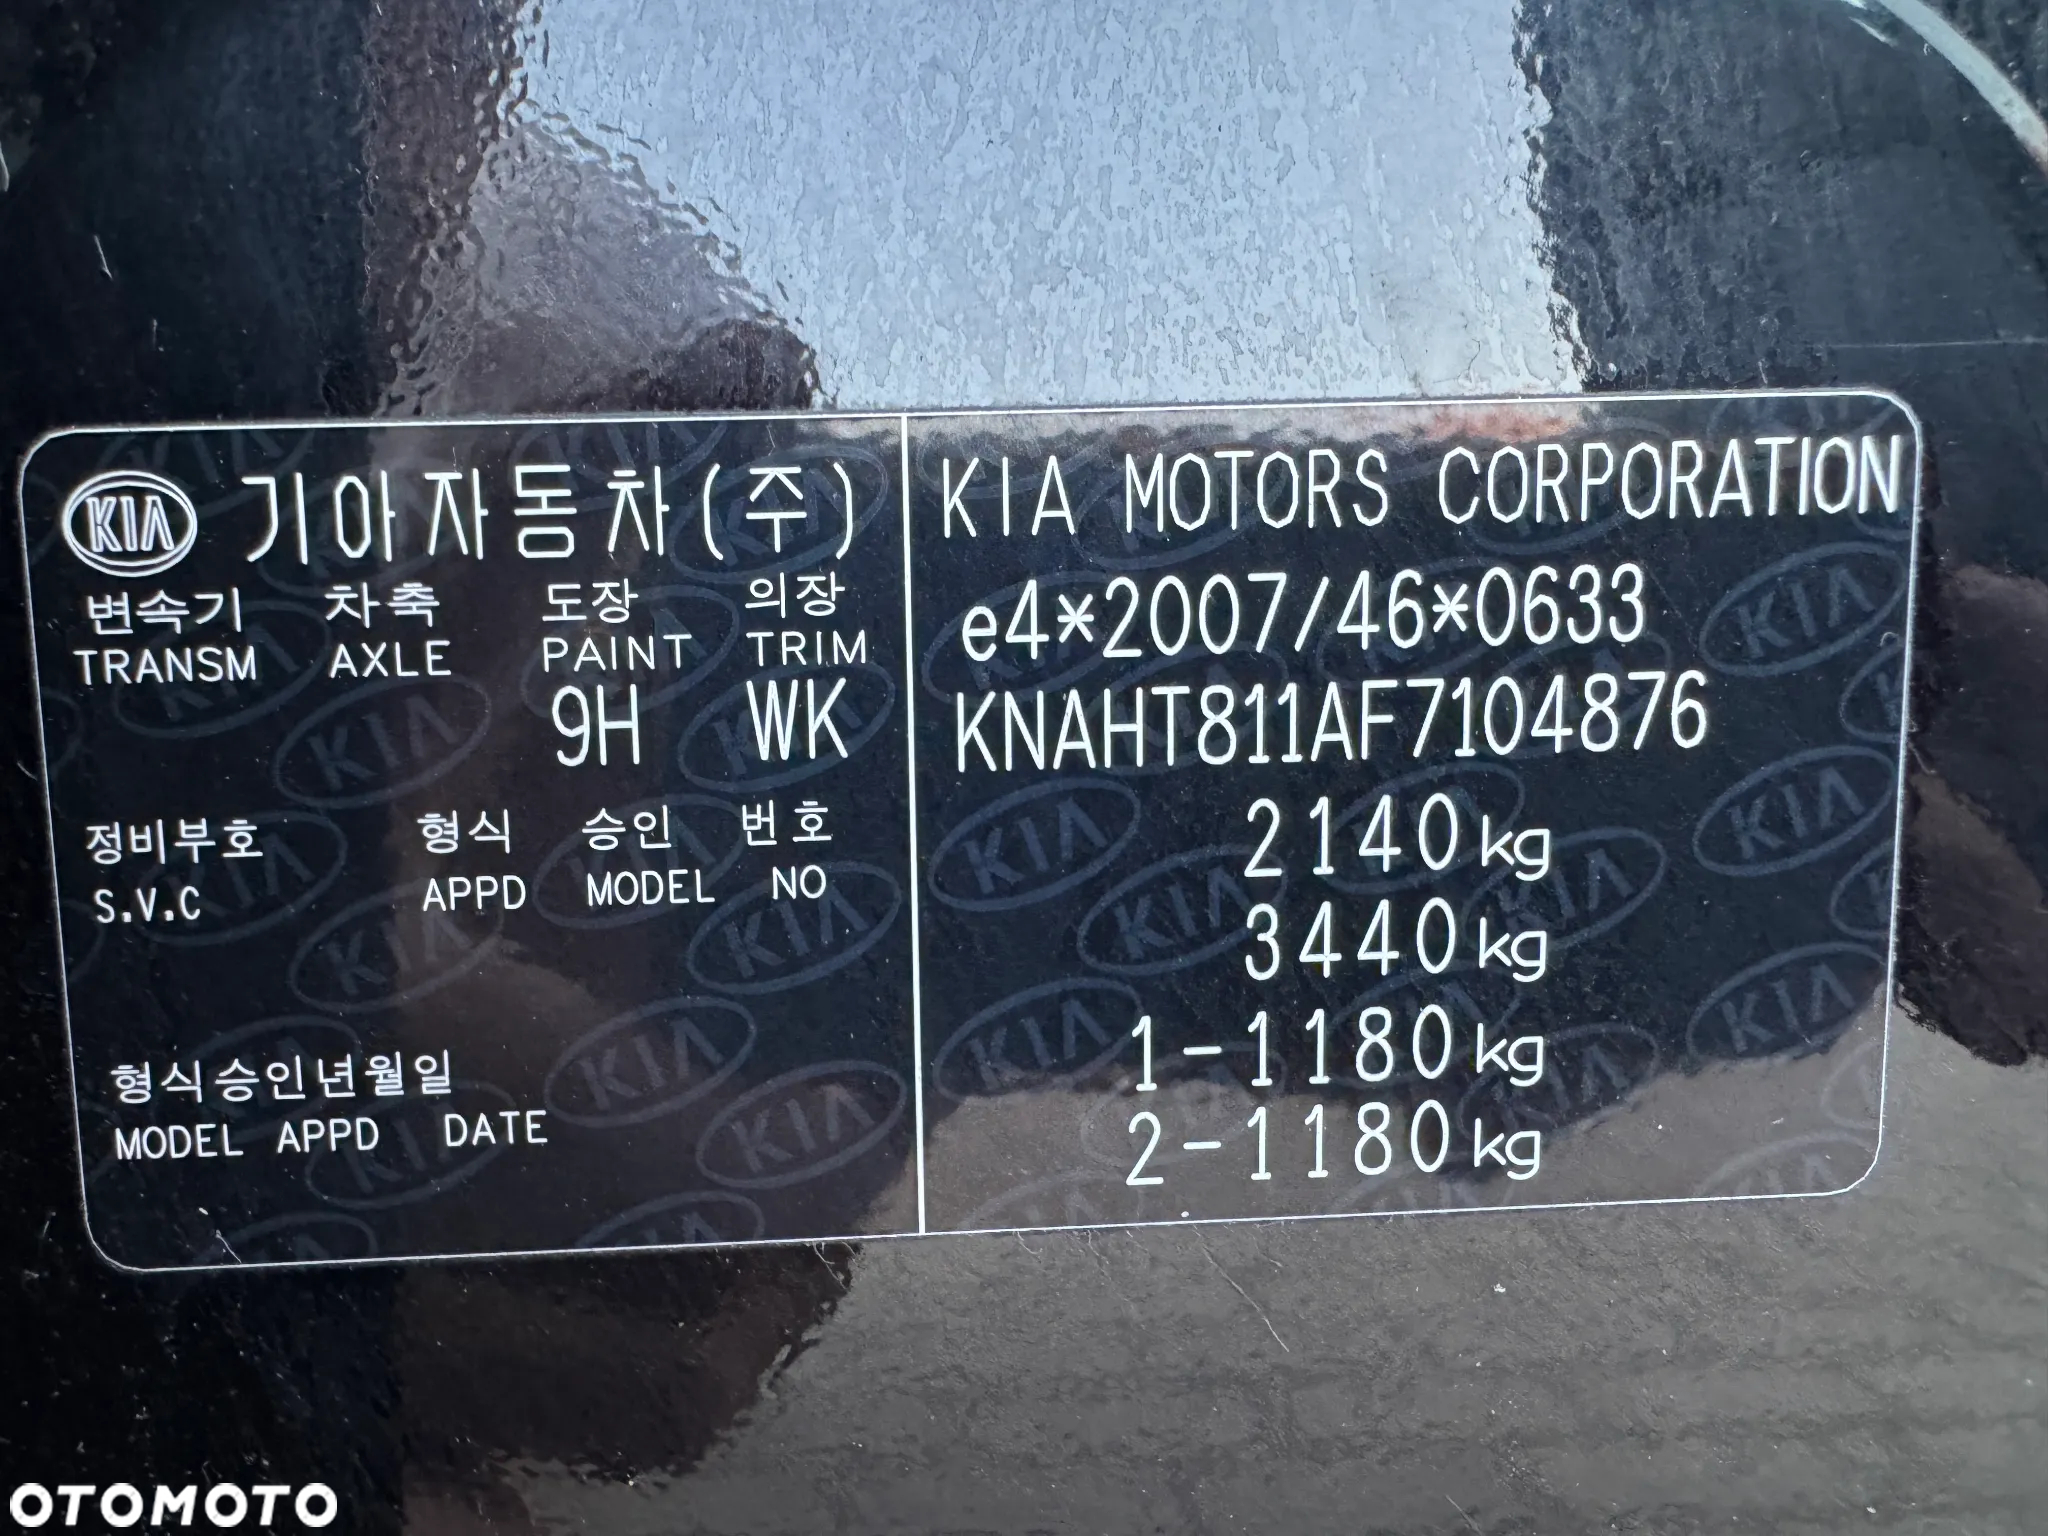 KIA 기아자동차(주)
변속기 차축 도장 의장
TRANSM AXLE PAINT TRIM
9H WK
정비부호 형식 승인 번호
S.V.C APPD MODEL NO
형식승인년월일
MODEL APPD DATE
KIA MOTORS CORPORATION
e4*2007/46*0633
KNAHT811AF7104876
2140kg
3440kg
1-1180kg
2-1180kg
OTOMOTO